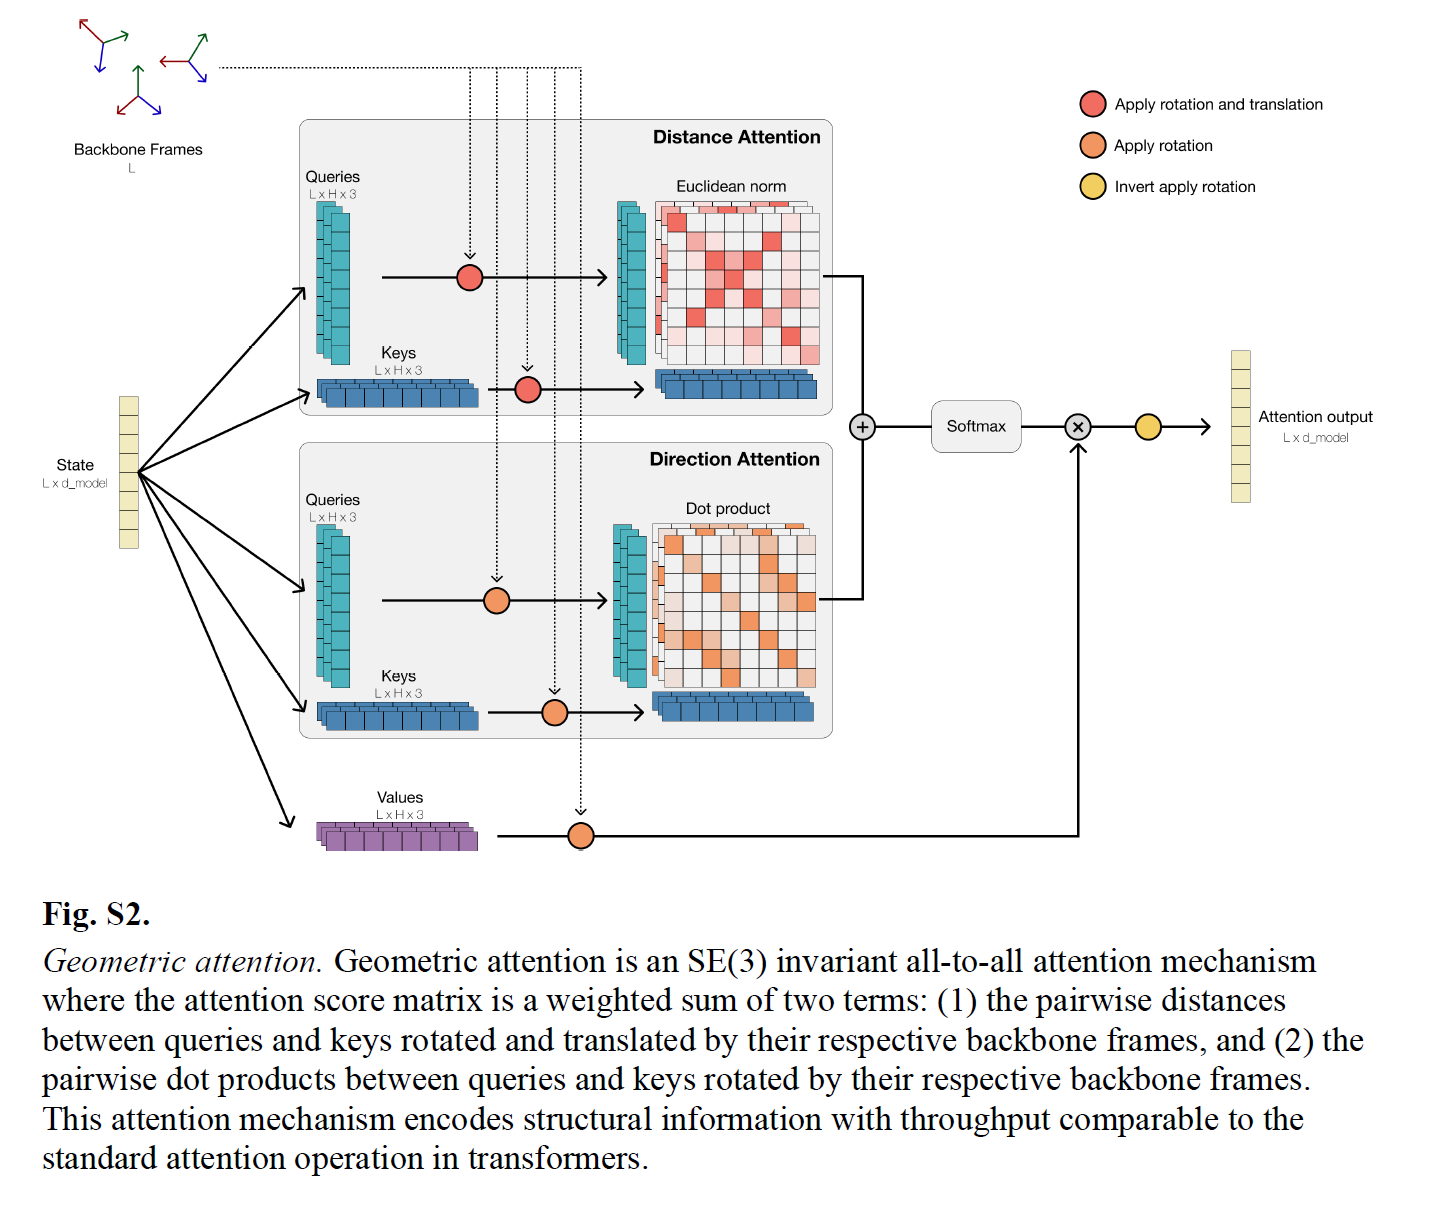 Backbone Frames
L
Apply rotation and translation
Apply rotation
Invert apply rotation
Distance Attention
Queries
L x H x 3
Euclidean norm
Keys
L x H x 3
State
L x d_model
Direction Attention
Queries
L x H x 3
Dot product
Keys
L x H x 3
Values
L x H x 3
+
Softmax
×
Attention output
L x d_model
Fig. S2.
Geometric attention. Geometric attention is an SE(3) invariant all-to-all attention mechanism
where the attention score matrix is a weighted sum of two terms: (1) the pairwise distances
between queries and keys rotated and translated by their respective backbone frames, and (2) the
pairwise dot products between queries and keys rotated by their respective backbone frames.
This attention mechanism encodes structural information with throughput comparable to the
standard attention operation in transformers.